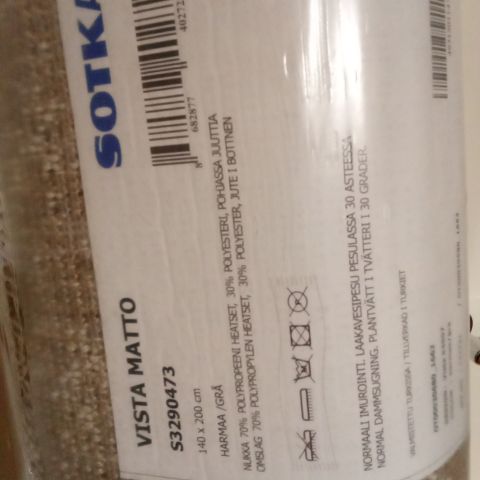 SOTKA
VISTA MATTO
S3290473
140 x 200 cm
HARMAA /GRÅ
NUKKA 70% POLYPROPEENI HEATSET, 30% POLYESTERI, POHJASSA JUUTTIA
OMSLAG 70% POLYPROPYLEN HEATSET, 30% POLYESTER, JUTE I BOTTNEN
NORMAALI IMUROINTI. LAAKAVESIPESU PESULASSA 30 ASTEESSA
NORMAL DAMMSUGNING. PLANTVÄTT I TVÄTTERI I 30 GRADER.
VALMISTETTU TURKISSA / TILLVERKAD I TURKIET
682877